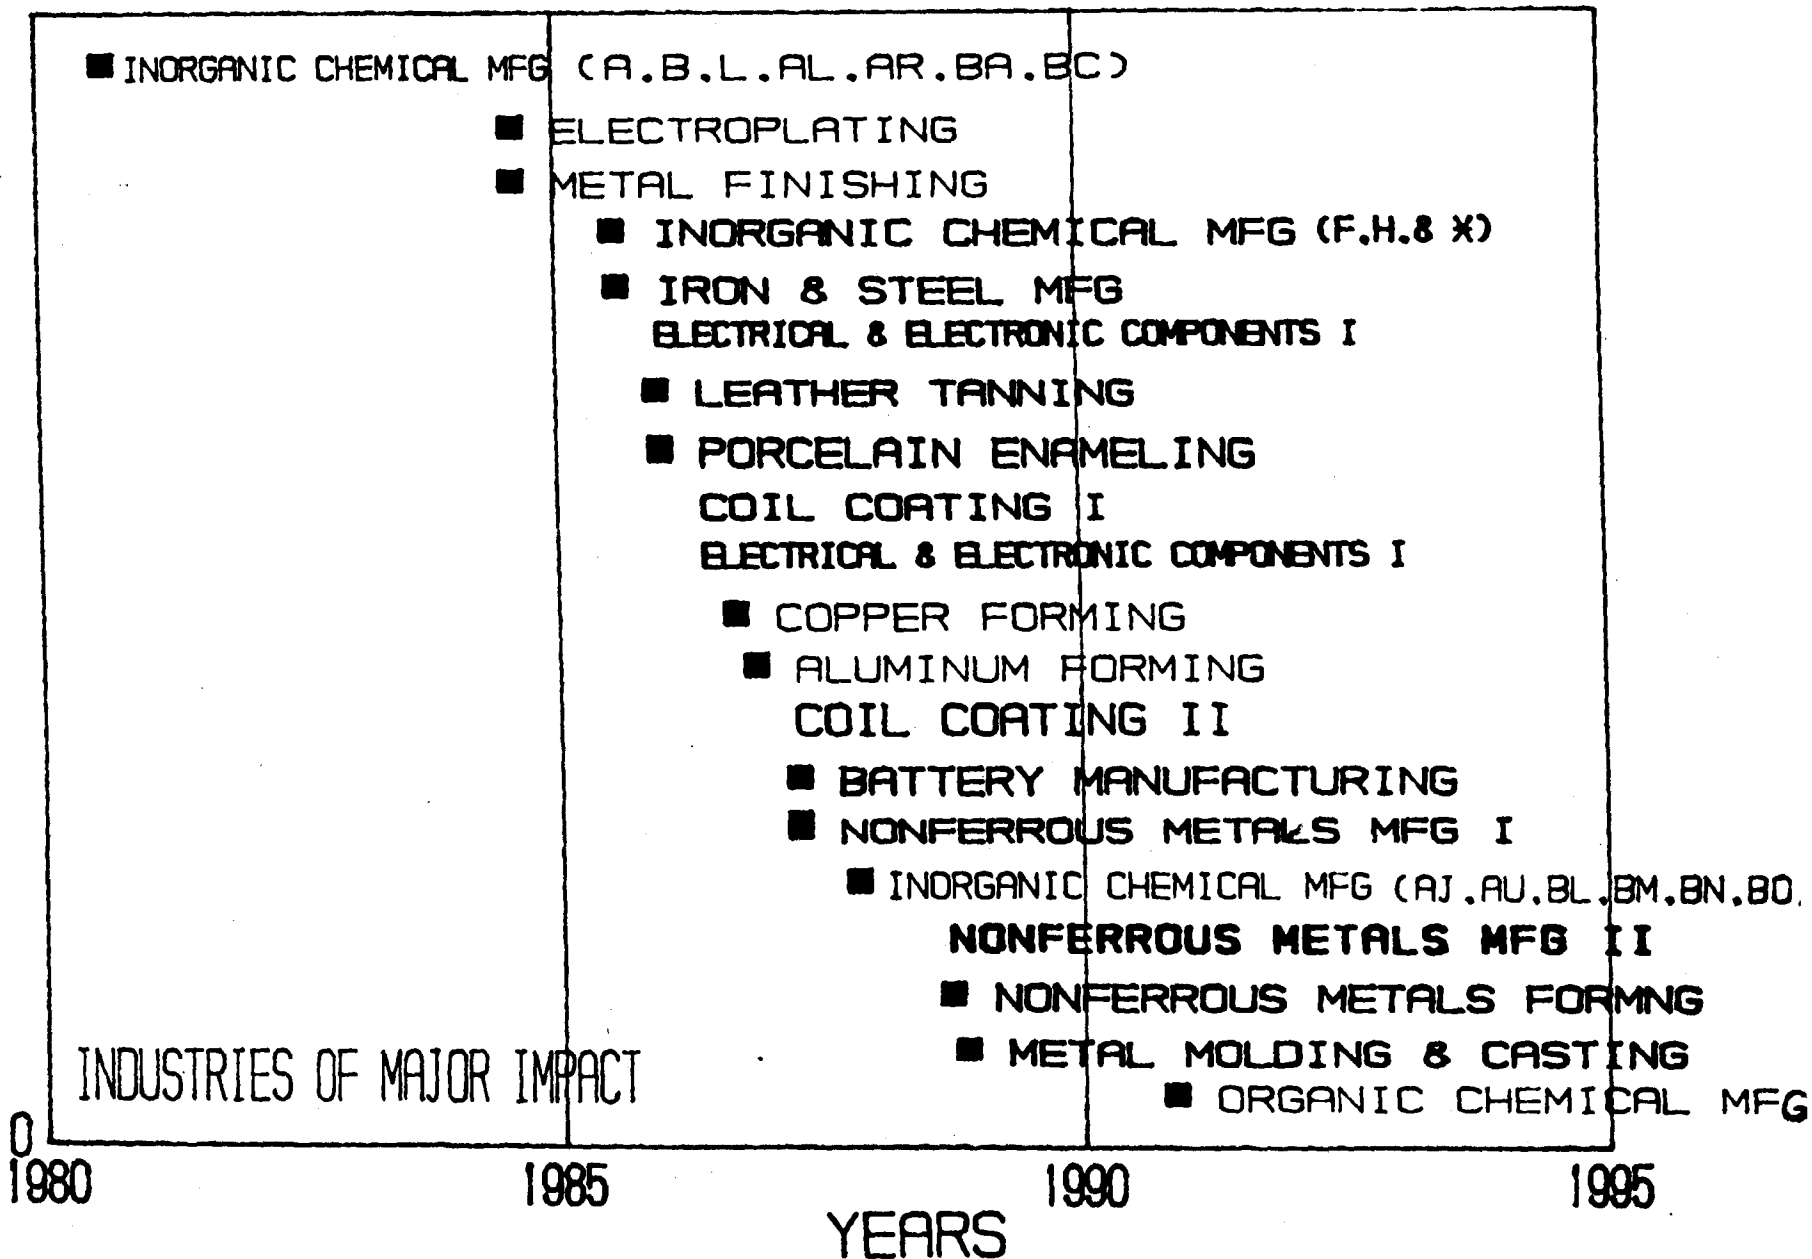 INORGANIC CHEMICAL MFG (A.B.L.AL.AR.BA.BC)
ELECTROPLATING
METAL FINISHING
INORGANIC CHEMICAL MFG (F.H.& X)
IRON & STEEL MFG
ELECTRICAL & ELECTRONIC COMPONENTS I
LEATHER TANNING
PORCELAIN ENAMELING
COIL COATING I
ELECTRICAL & ELECTRONIC COMPONENTS I
COPPER FORMING
ALUMINUM FORMING
COIL COATING II
BATTERY MANUFACTURING
NONFERROUS METALS MFG I
INORGANIC CHEMICAL MFG (AJ.AU.BL.BM.BN.BO.
NONFERROUS METALS MFG II
NONFERROUS METALS FORMNG
METAL MOLDING & CASTING
ORGANIC CHEMICAL MFG
INDUSTRIES OF MAJOR IMPACT
0
1980 1985 1990 1995
YEARS